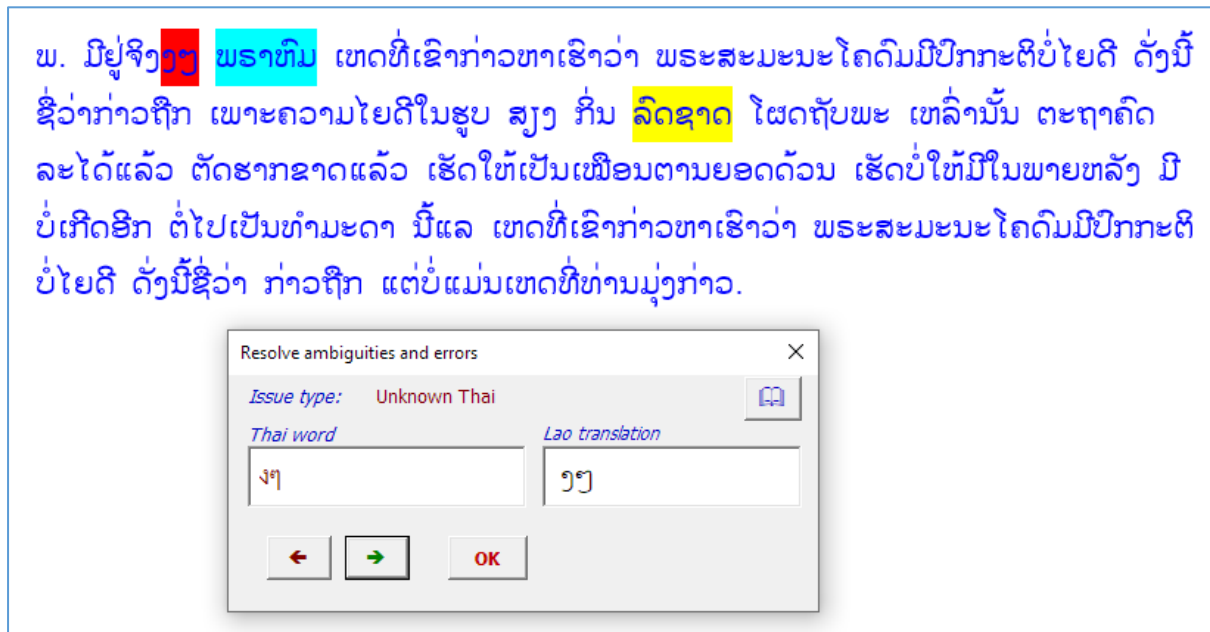 ພ. ມີຢູ່ຈິງງໆ ພຣາຫົມ ເຫດທີ່ເຂົາກ່າວຫາເຮົາວ່າ ພຣະສະມະນະໂຄດົມມີປົກກະຕິບໍ່ໄຍດີ ດັ່ງນີ້
ຊື່ວ່າກ່າວຖືກ ເພາະຄວາມໄຍດີໃນຮູບ ສຽງ ກິ່ນ ລົດຊາດ ໂຜດຖັບພະ ເຫລົ່ານັ້ນ ຕະຖາຄົດ
ລະໄດ້ແລ້ວ ຕັດຮາກຂາດແລ້ວ ເຮັດໃຫ້ເປັນເໝືອນຕານຍອດດ້ວນ ເຮັດບໍ່ໃຫ້ມີໃນພາຍຫລັງ ມີ
ບໍ່ເກີດອີກ ຕໍ່ໄປເປັນທຳມະດາ ນີ້ແລ ເຫດທີ່ເຂົາກ່າວຫາເຮົາວ່າ ພຣະສະມະນະໂຄດົມມີປົກກະຕິ
ບໍ່ໄຍດີ ດັ່ງນີ້ຊື່ວ່າ ກ່າວຖືກ ແຕ່ບໍ່ແມ່ນເຫດທີ່ທ່ານມຸ່ງກ່າວ.
Resolve ambiguities and errors
Issue type: Unknown Thai
Thai word Lao translation
งๆ ງໆ
OK